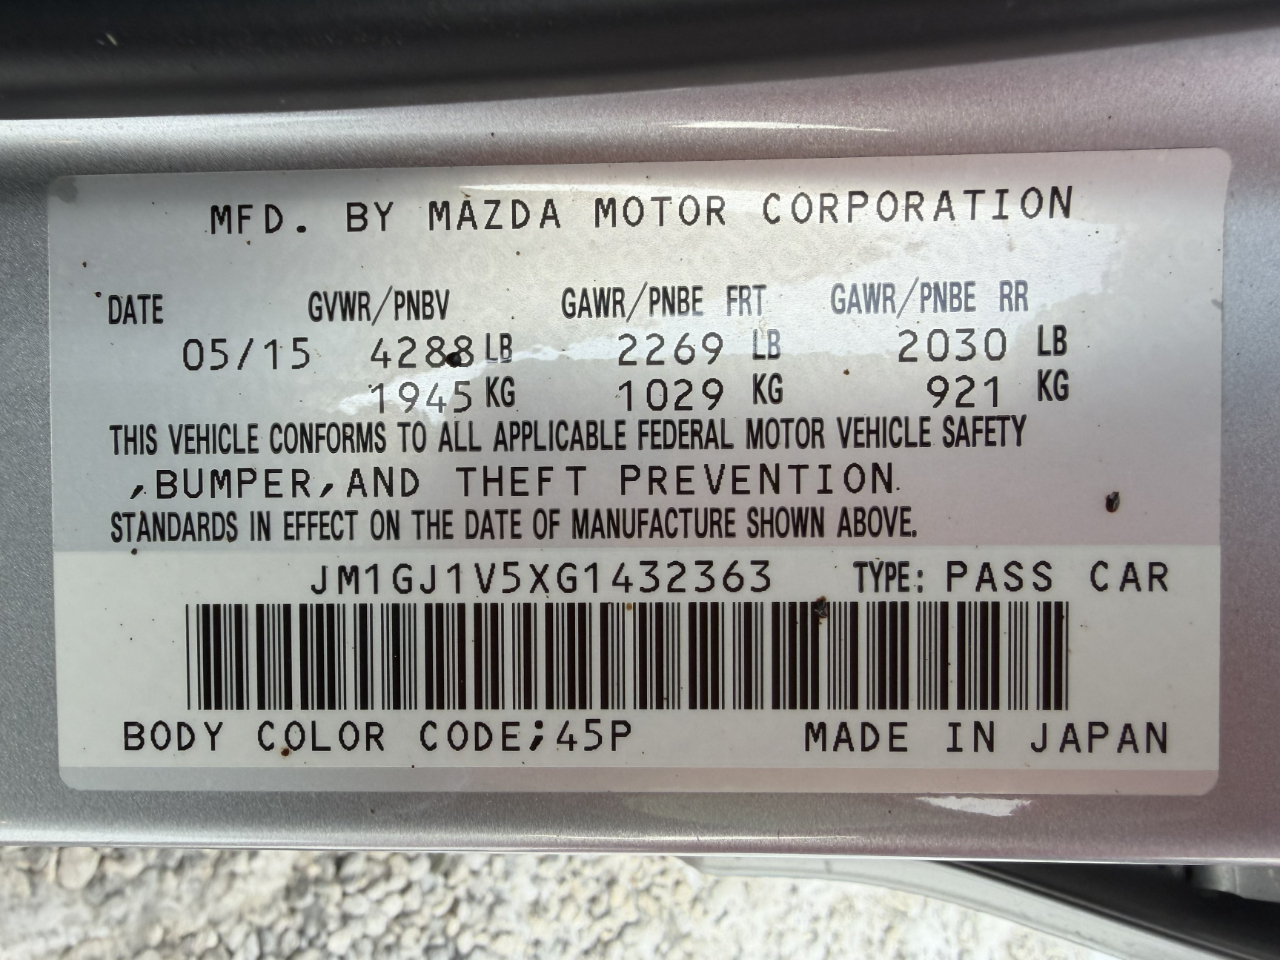 MFD. BY MAZDA MOTOR CORPORATION
DATE GVWR/PNBV GAWR/PNBE FRT GAWR/PNBE RR
05/15 4288 LB 2269 LB 2030 LB
1945 KG 1029 KG 921 KG
THIS VEHICLE CONFORMS TO ALL APPLICABLE FEDERAL MOTOR VEHICLE SAFETY
,BUMPER,AND THEFT PREVENTION
STANDARDS IN EFFECT ON THE DATE OF MANUFACTURE SHOWN ABOVE.
JM1GJ1V5XG1432363 TYPE: PASS CAR
BODY COLOR CODE;45P MADE IN JAPAN